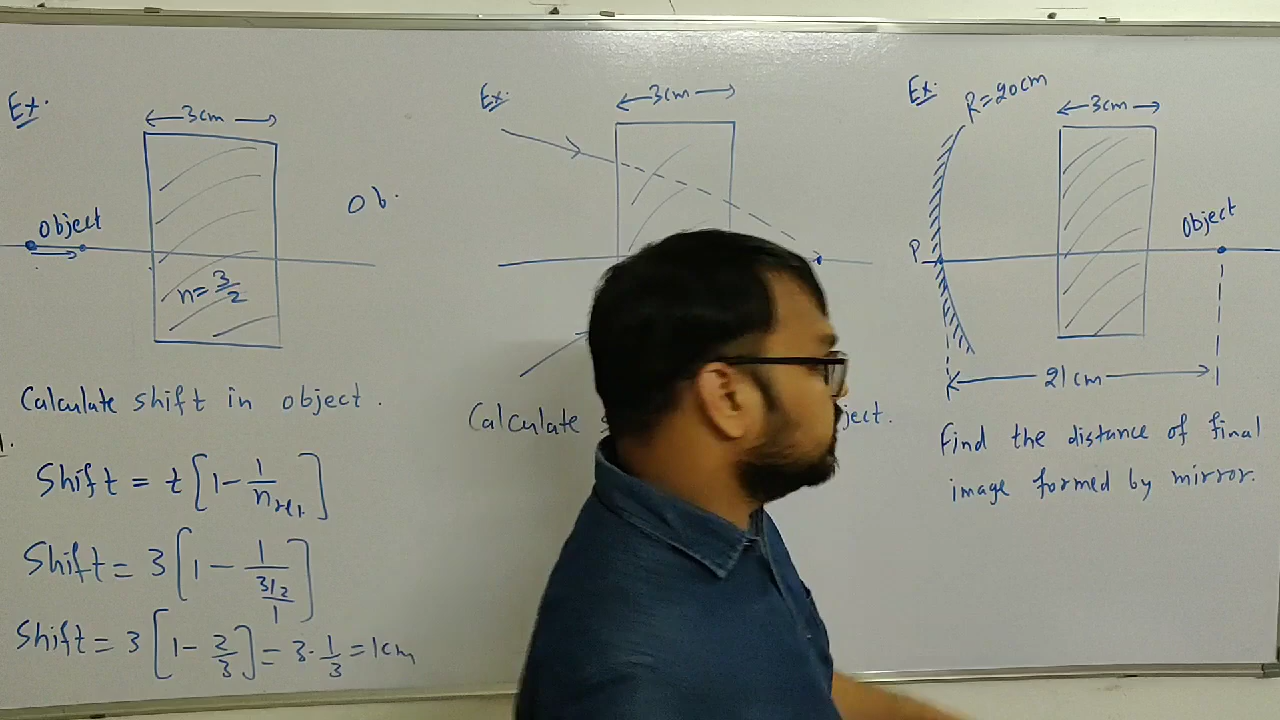 Ex:
3cm
object
Ob.
n=3/2
Calculate shift in object.
Shift = t[1 - 1/n_rel]
Shift = 3[1 - 1/(3/2/1)]
Shift = 3[1 - 2/3] = 3·1/3 = 1cm
Ex:
3cm
Calculate
ject.
Ex:
R=20cm
3cm
object
P
21cm
Find the distance of final
image formed by mirror.